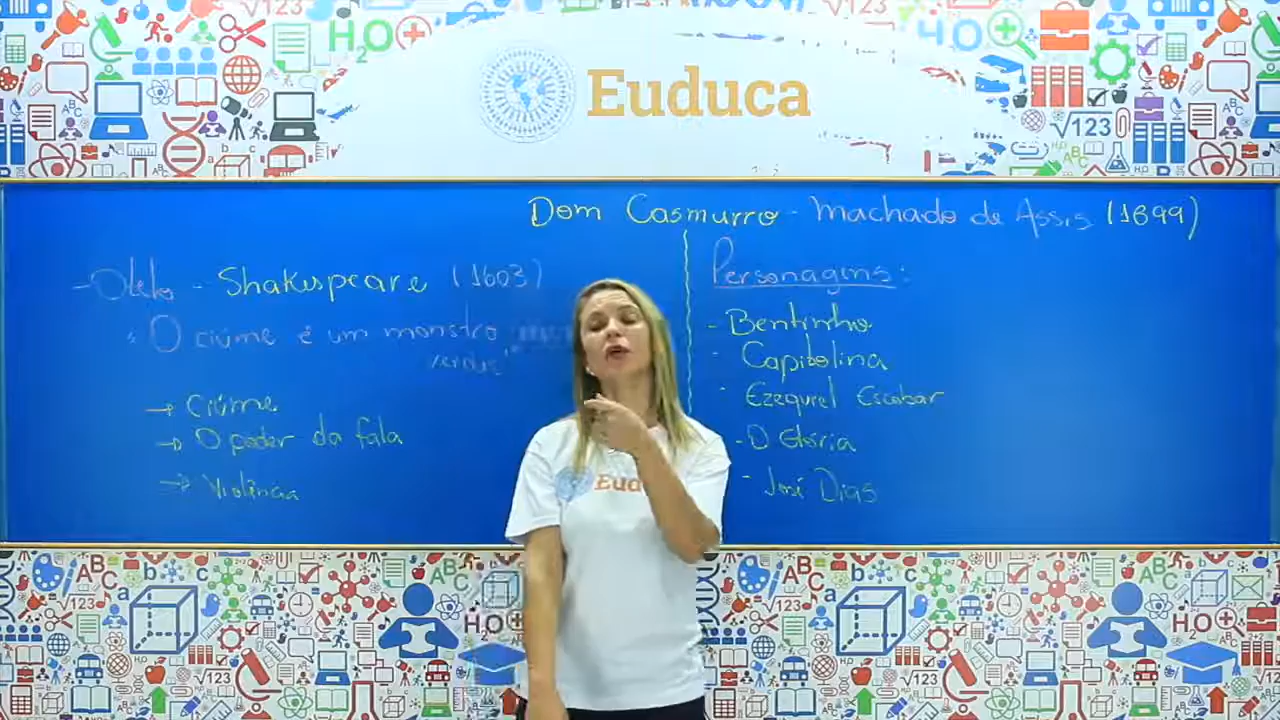 Euduca
Dom Casmurro - Machado de Assis (1899)
- Otelo - Shakespeare (1603)
"O ciúme é um monstro
verde"
→ Ciúme
→ O poder da fala
→ Violência
Personagens:
- Bentinho
- Capitolina
- Ezequiel Escobar
- D Glória
- José Dias
Eud